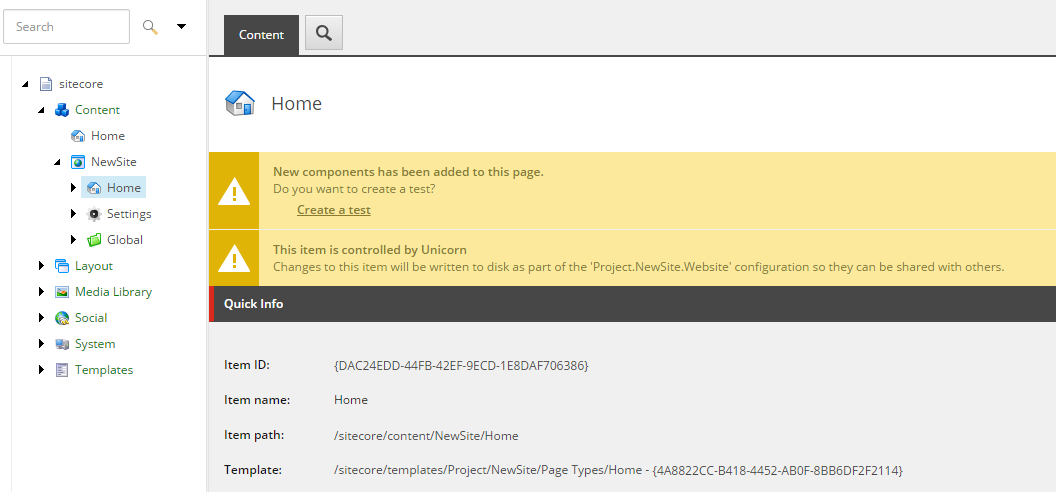 Search
sitecore
Content
Home
NewSite
Home
Settings
Global
Layout
Media Library
Social
System
Templates
Content
Home
New components has been added to this page.
Do you want to create a test?
Create a test
This item is controlled by Unicorn
Changes to this item will be written to disk as part of the 'Project.NewSite.Website' configuration so they can be shared with others.
Quick Info
Item ID: {DAC24EDD-44FB-42EF-9ECD-1E8DAF706386}
Item name: Home
Item path: /sitecore/content/NewSite/Home
Template: /sitecore/templates/Project/NewSite/Page Types/Home - {4A8822CC-B418-4452-AB0F-8BB6DF2F2114}